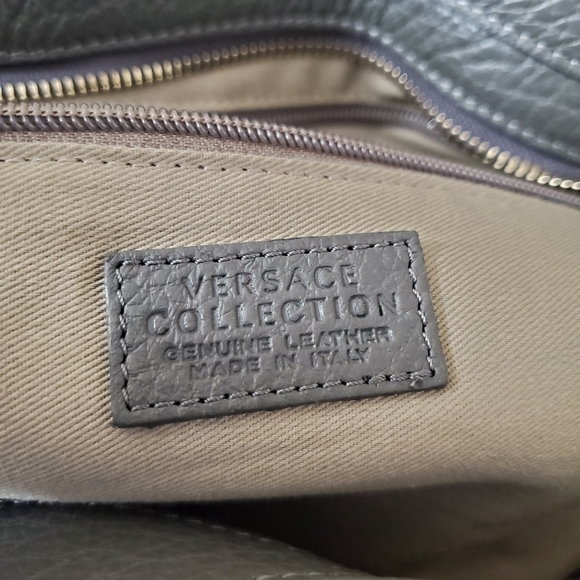 VERSACE
COLLECTION
GENUINE LEATHER
MADE IN ITALY